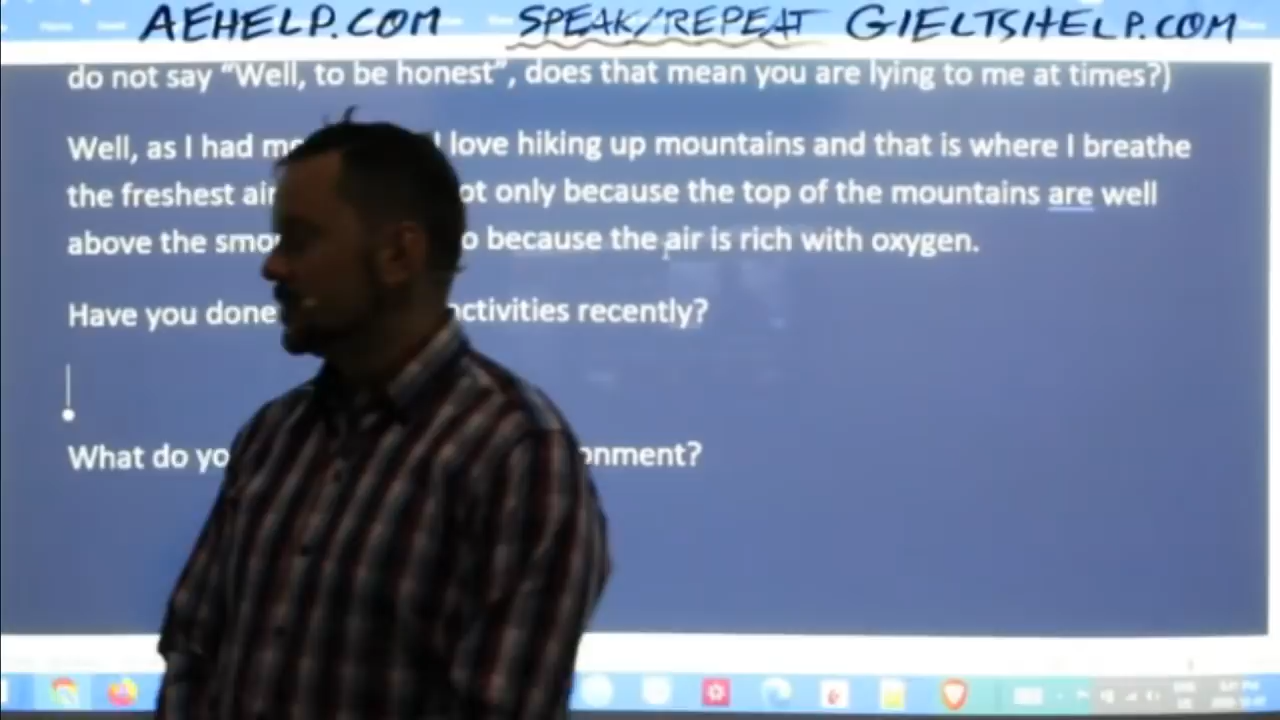 AEHELP.COM SPEAK/REPEAT GIELTSHELP.COM
do not say "Well, to be honest", does that mean you are lying to me at times?)
Well, as I had me I love hiking up mountains and that is where I breathe
the freshest air ot only because the top of the mountains are well
above the smo o because the air is rich with oxygen.
Have you done activities recently?
What do yo onment?